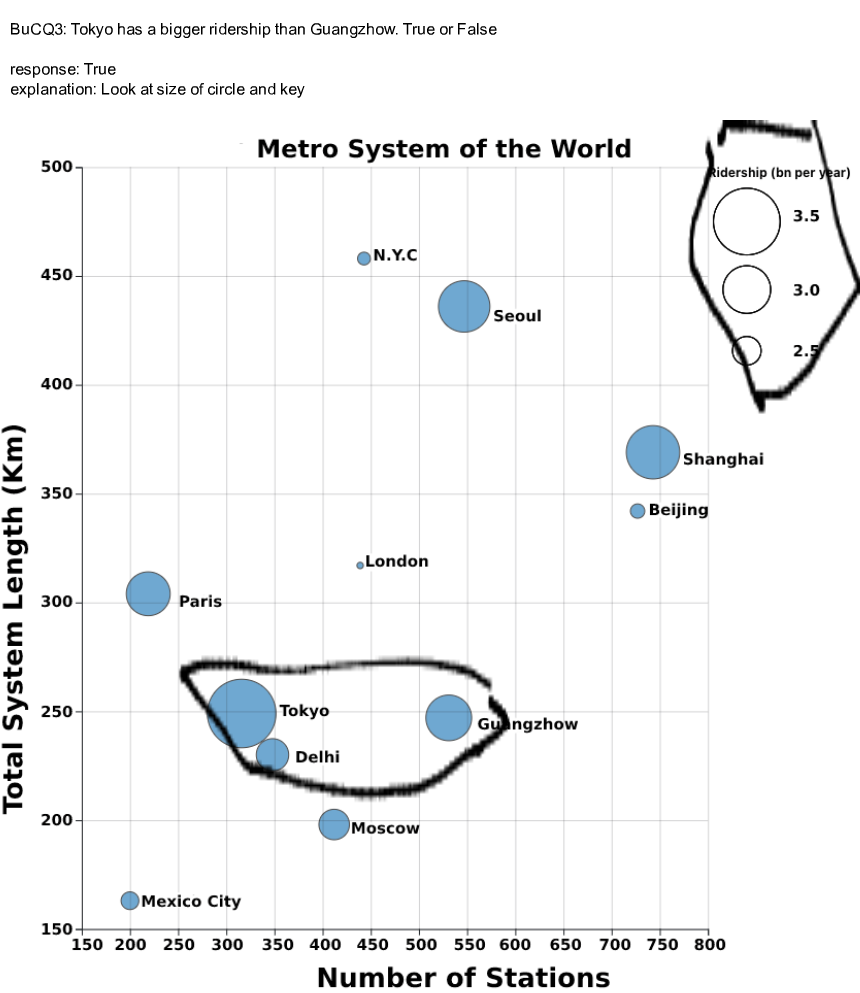 BuCQ3: Tokyo has a bigger ridership than Guangzhow. True or False
response: True
explanation: Look at size of circle and key
Metro System of the World
Ridership (bn per year)
3.5
3.0
2.5
500
450
400
350
300
250
200
150
Total System Length (Km)
N.Y.C
Seoul
Shanghai
Beijing
London
Paris
Tokyo
Guangzhow
Delhi
Moscow
Mexico City
150 200 250 300 350 400 450 500 550 600 650 700 750 800
Number of Stations